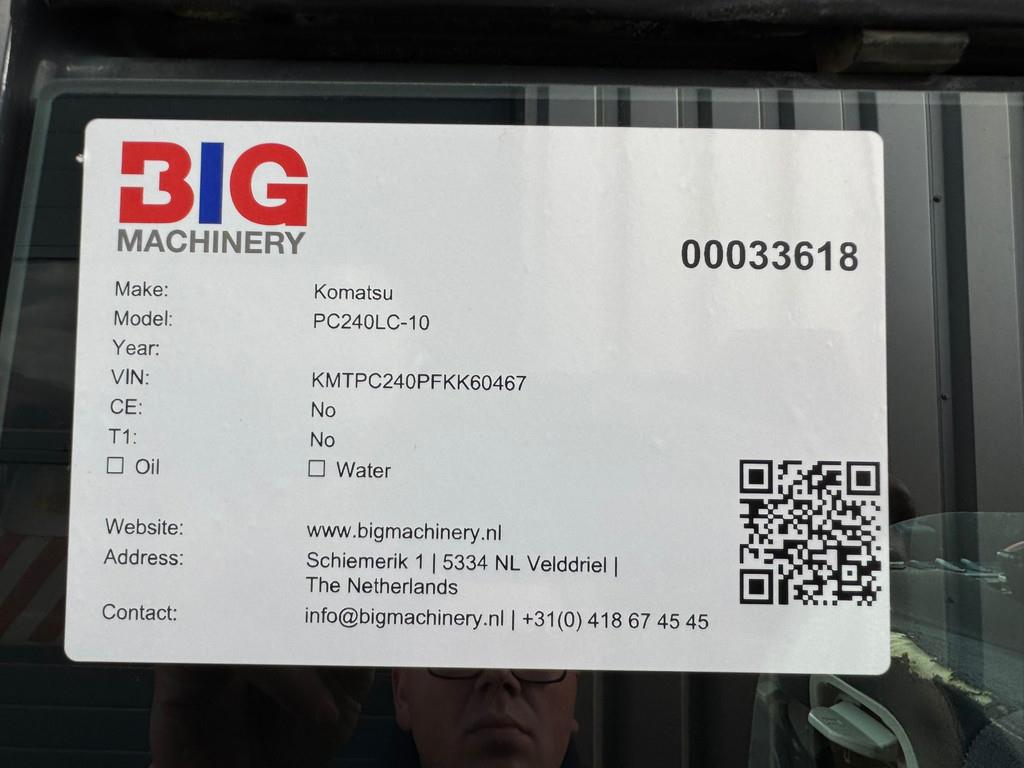 BIG
MACHINERY
00033618
Make: Komatsu
Model: PC240LC-10
Year:
VIN: KMTPC240PFKK60467
CE: No
T1: No
☐ Oil ☐ Water
Website: www.bigmachinery.nl
Address: Schiemerik 1 | 5334 NL Velddriel |
The Netherlands
Contact: info@bigmachinery.nl | +31(0) 418 67 45 45